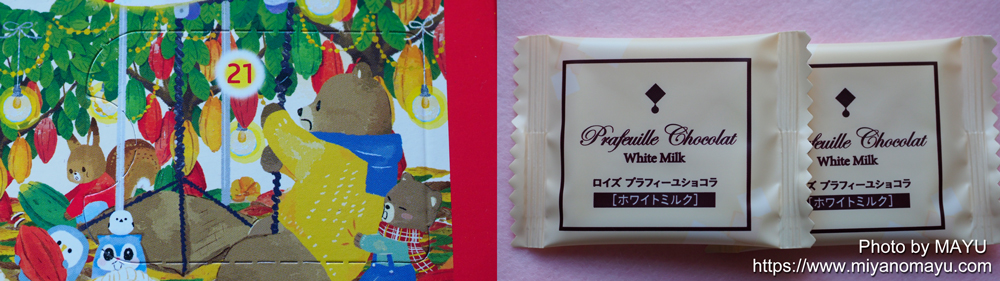 21
Prafeuille Chocolat
White Milk
ロイズ プラフィーユショコラ
[ホワイトミルク]
feuille Chocolat
White Milk
イズ プラフィーユショコラ
[ホワイトミルク]
Photo by MAYU
https://www.miyanomayu.com